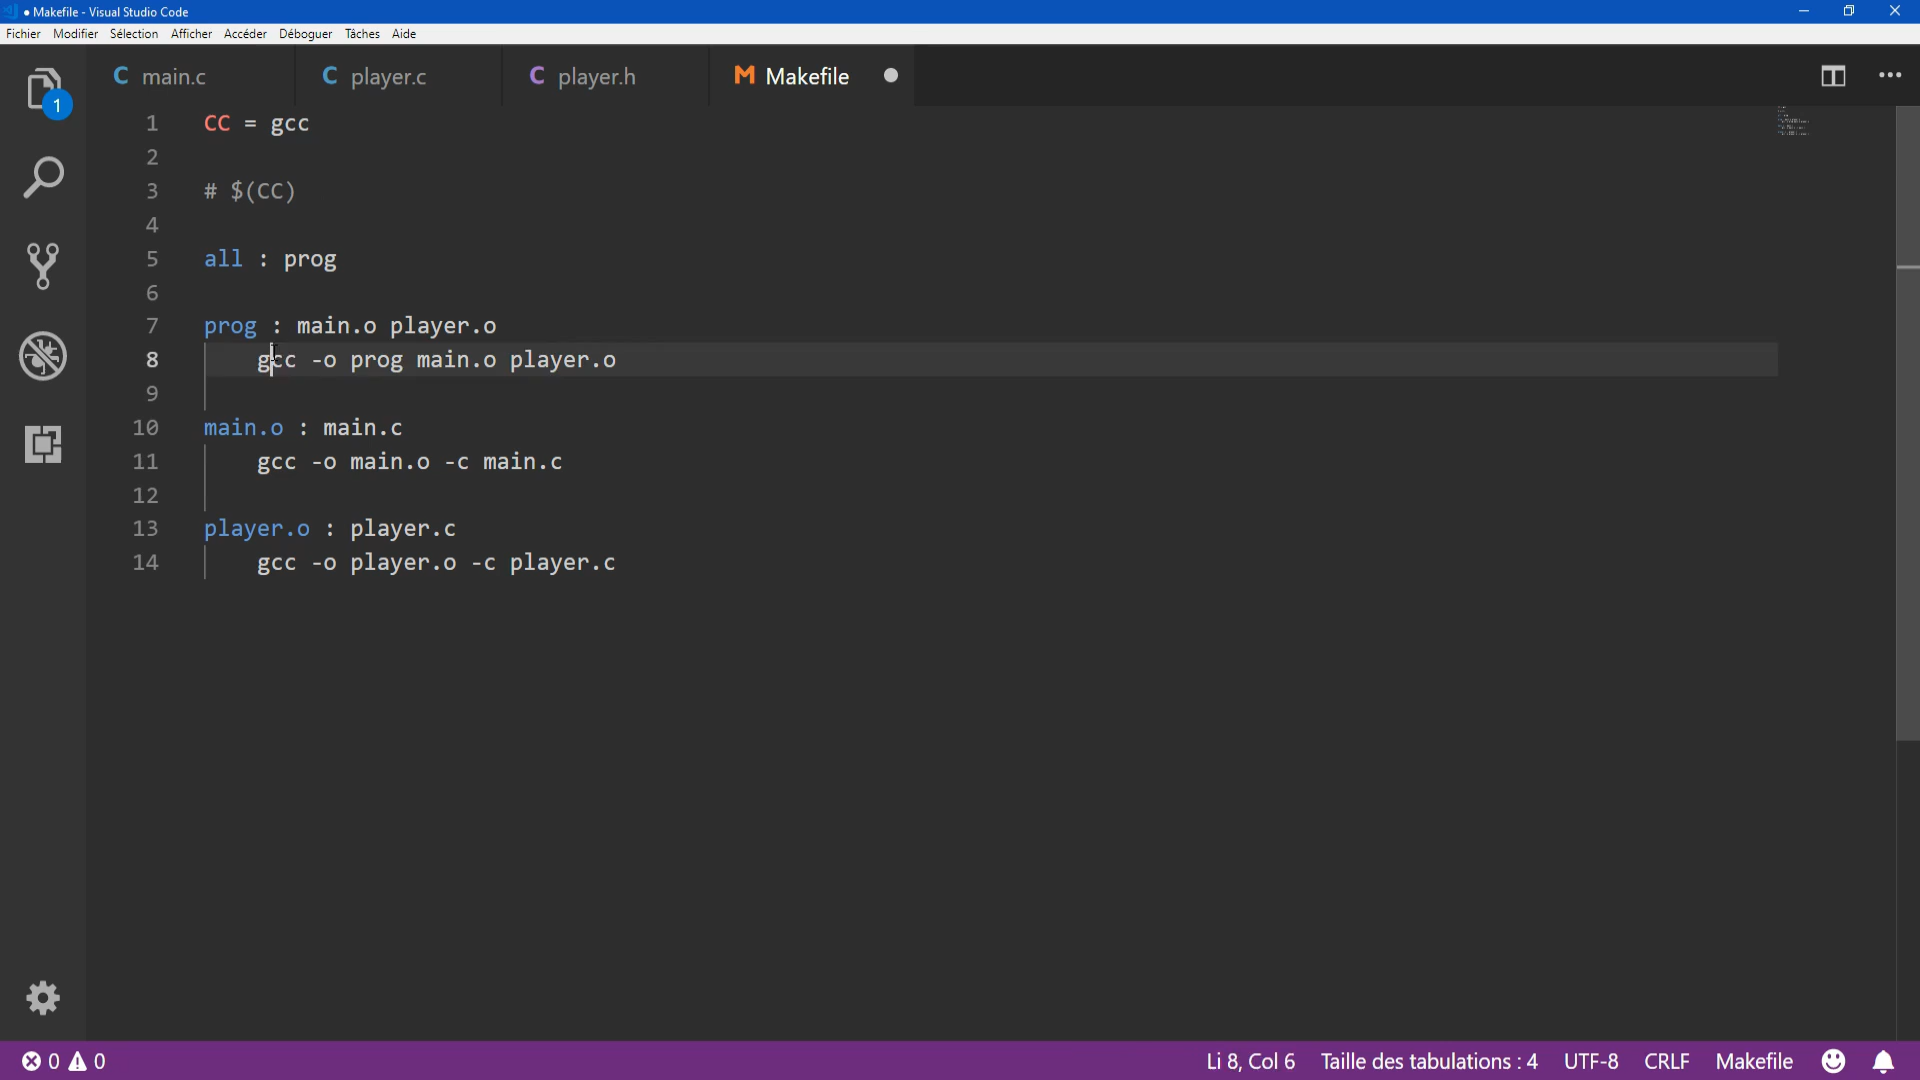 ● Makefile - Visual Studio Code
Fichier Modifier Sélection Afficher Accéder Déboguer Tâches Aide
1
C main.c
C player.c
C player.h
M Makefile
1 CC = gcc
2
3 # $(CC)
4
5 all : prog
6
7 prog : main.o player.o
8 gcc -o prog main.o player.o
9
10 main.o : main.c
11 gcc -o main.o -c main.c
12
13 player.o : player.c
14 gcc -o player.o -c player.c
0 0 Li 8, Col 6 Taille des tabulations : 4 UTF-8 CRLF Makefile